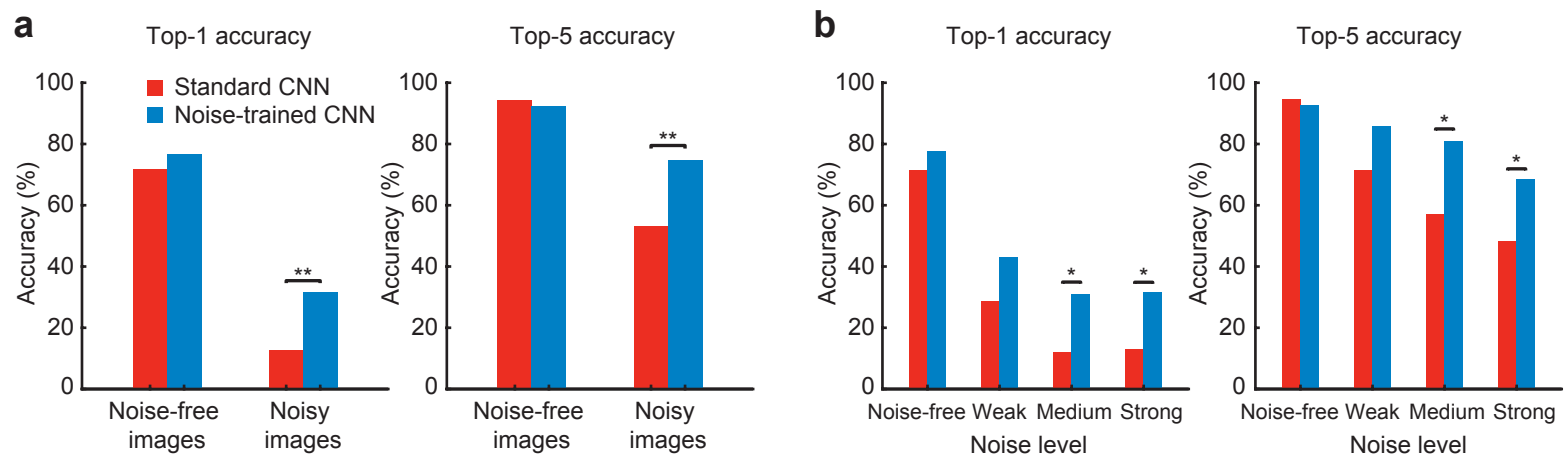 a
Top-1 accuracy
Top-5 accuracy
b
Top-1 accuracy
Top-5 accuracy
Accuracy (%)
100
80
60
40
20
0
Standard CNN
Noise-trained CNN
**
Noise-free
images
Noisy
images
Accuracy (%)
100
80
60
40
20
0
**
Noise-free
images
Noisy
images
Accuracy (%)
100
80
60
40
20
0
*
*
Noise-free Weak Medium Strong
Noise level
Accuracy (%)
100
80
60
40
20
0
*
*
Noise-free Weak Medium Strong
Noise level